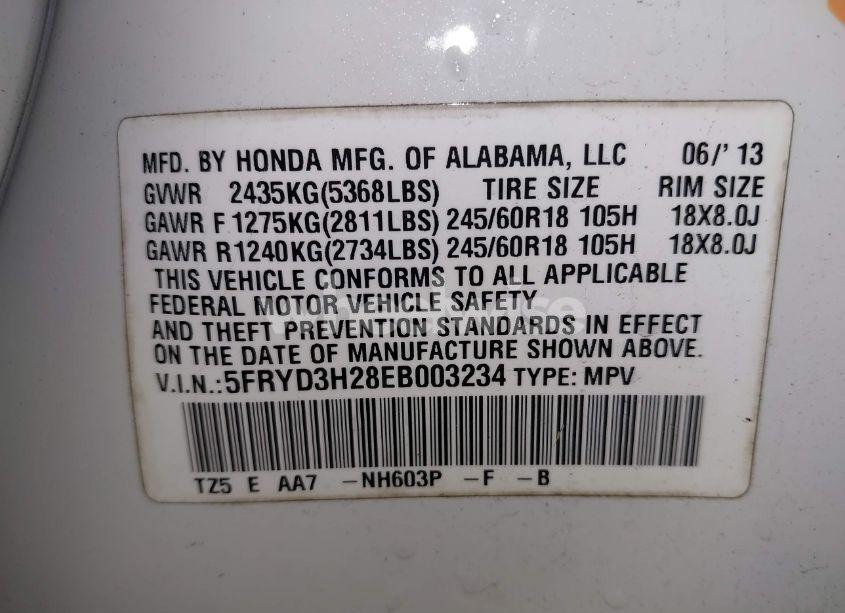 MFD. BY HONDA MFG. OF ALABAMA, LLC 06/' 13
GVWR 2435KG(5368LBS) TIRE SIZE RIM SIZE
GAWR F 1275KG(2811LBS) 245/60R18 105H 18X8.0J
GAWR R1240KG(2734LBS) 245/60R18 105H 18X8.0J
THIS VEHICLE CONFORMS TO ALL APPLICABLE
FEDERAL MOTOR VEHICLE SAFETY
AND THEFT PREVENTION STANDARDS IN EFFECT
ON THE DATE OF MANUFACTURE SHOWN ABOVE.
V.I.N.:5FRYD3H28EB003234 TYPE: MPV
TZ5 E AA7 -NH603P -F -B